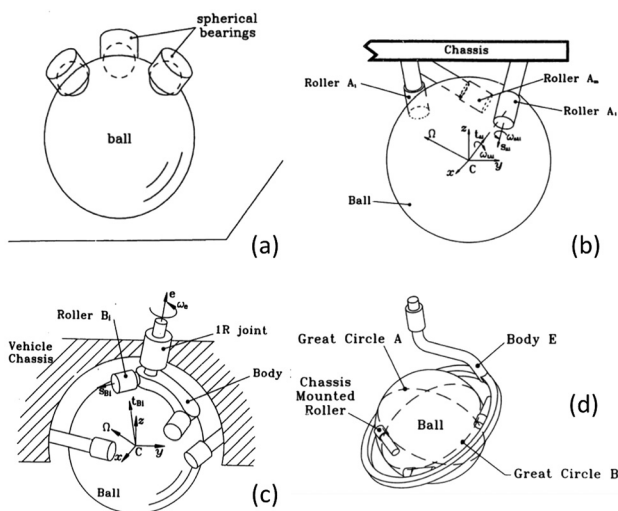 spherical
bearings
ball
(a)
Chassis
Roller Aₘ
Roller A₁
Roller Aᵢ
Ω
z
x
y
C
Ball
(b)
e
ωₑ
Roller Bᵢ
1R joint
Vehicle
Chassis
Body
Ω
z
x
y
C
Ball
(c)
Great Circle A
Body E
Chassis
Mounted
Roller
Ball
(d)
Great Circle B